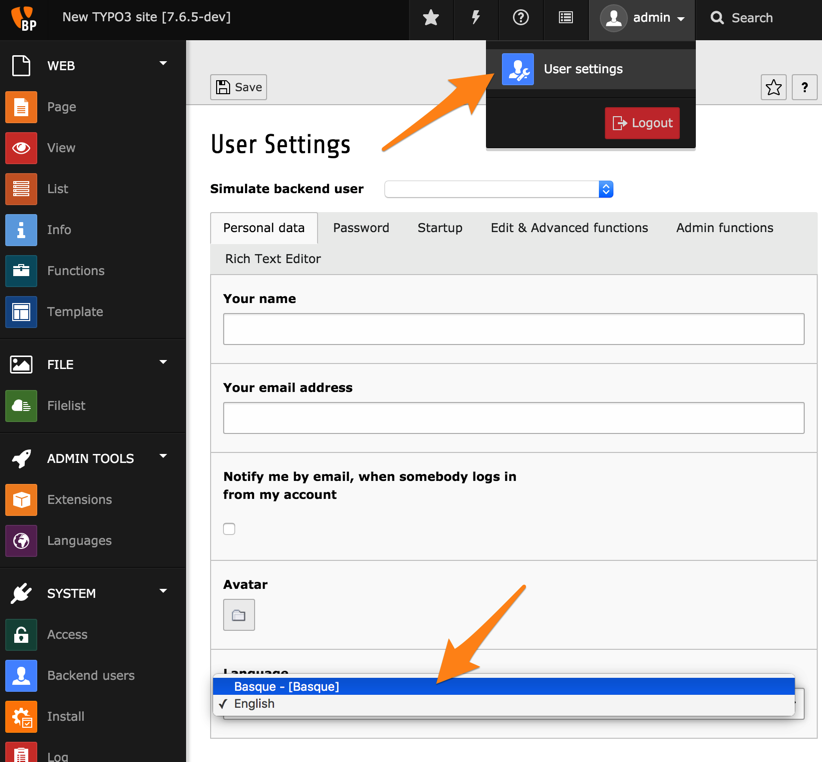 BP
New TYPO3 site [7.6.5-dev]
admin
Search
User settings
Logout
WEB
Page
View
List
Info
Functions
Template
FILE
Filelist
ADMIN TOOLS
Extensions
Languages
SYSTEM
Access
Backend users
Install
Log
Save
?
User Settings
Simulate backend user
Personal data
Password
Startup
Edit & Advanced functions
Admin functions
Rich Text Editor
Your name
Your email address
Notify me by email, when somebody logs in
from my account
Avatar
Language
Basque - [Basque]
✓ English